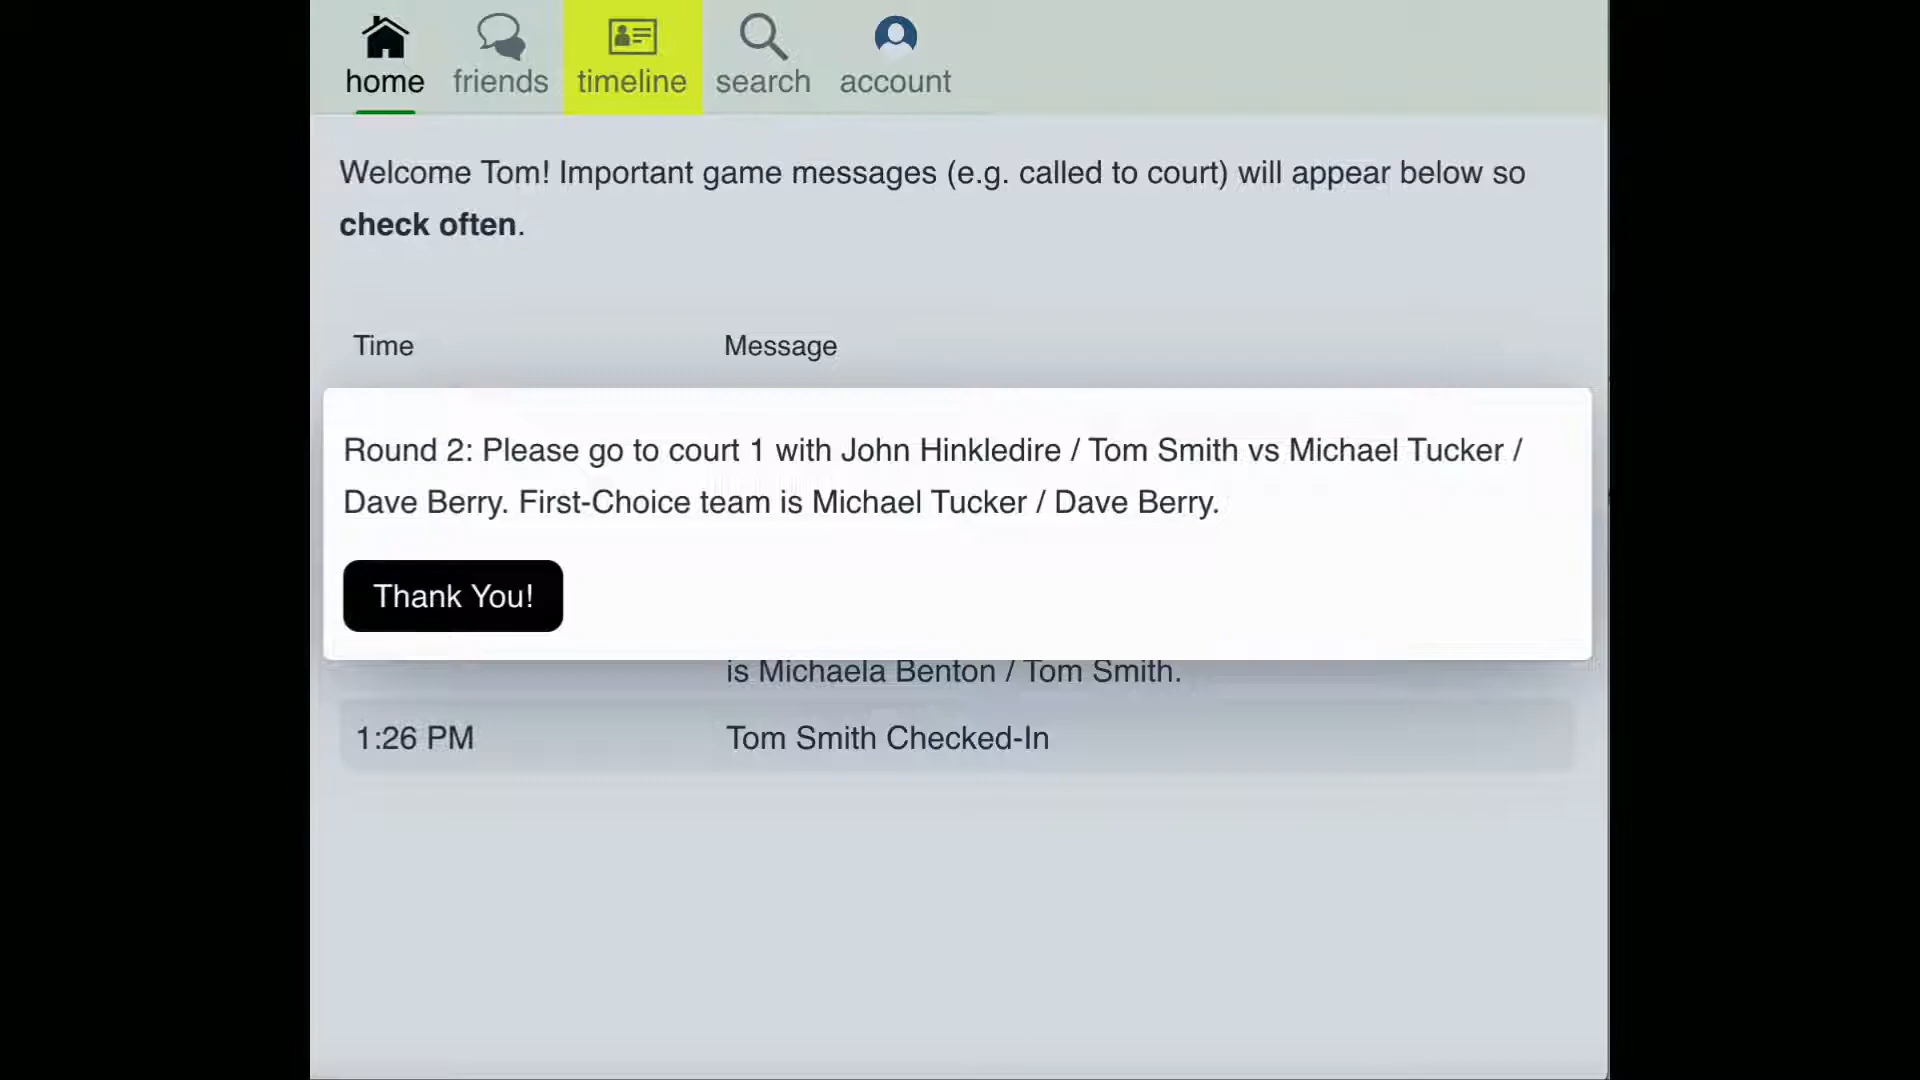 home friends timeline search account
Welcome Tom! Important game messages (e.g. called to court) will appear below so
check often.
Time Message
Round 2: Please go to court 1 with John Hinkledire / Tom Smith vs Michael Tucker /
Dave Berry. First-Choice team is Michael Tucker / Dave Berry.
Thank You!
is Michaela Benton / Tom Smith.
1:26 PM Tom Smith Checked-In